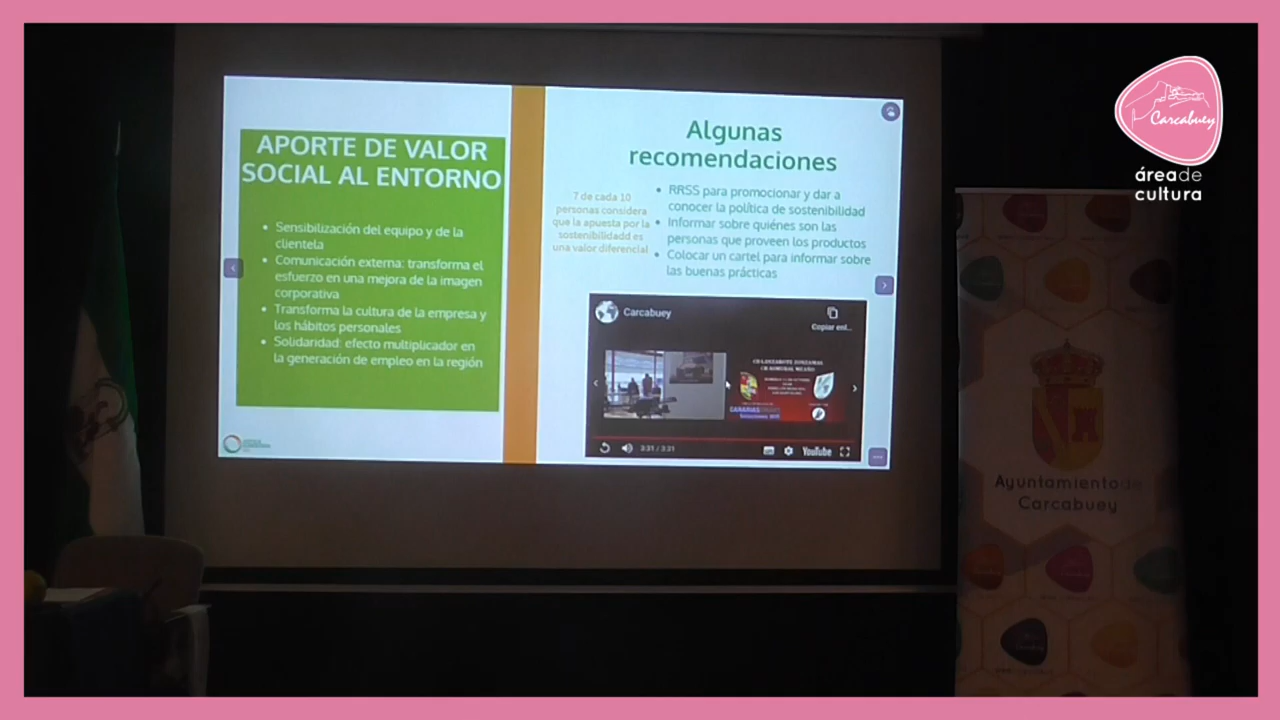 APORTE DE VALOR
SOCIAL AL ENTORNO
Sensibilización del equipo y de la
clientela
Comunicación externa: transforma el
esfuerzo en una mejora de la imagen
corporativa
Transforma la cultura de la empresa y
los hábitos personales
Solidaridad: efecto multiplicador en
la generación de empleo en la región
Algunas
recomendaciones
7 de cada 10
personas considera
que la apuesta por la
sostenibilidadd es
una valor diferencial
RRSS para promocionar y dar a
conocer la política de sostenibilidad
Informar sobre quiénes son las
personas que proveen los productos
Colocar un cartel para informar sobre
las buenas prácticas
Carcabuey
Copiar enl...
3:31 / 3:31
YouTube
Carcabuey
área de
cultura
Ayuntamiento de
Carcabuey